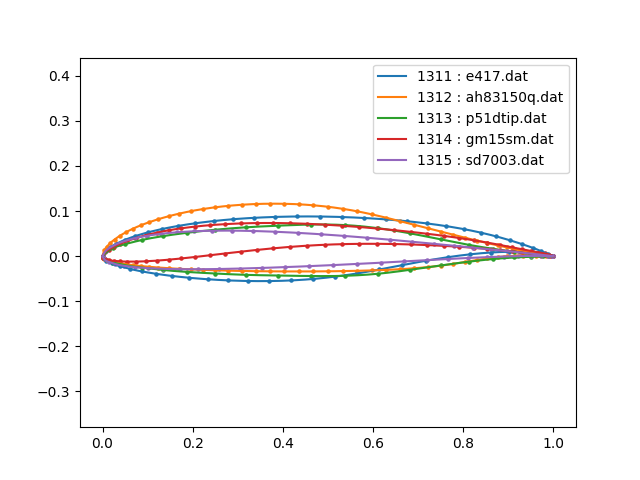 1311 : e417.dat
1312 : ah83150q.dat
1313 : p51dtip.dat
1314 : gm15sm.dat
1315 : sd7003.dat
0.4
0.3
0.2
0.1
0.0
−0.1
−0.2
−0.3
0.0 0.2 0.4 0.6 0.8 1.0